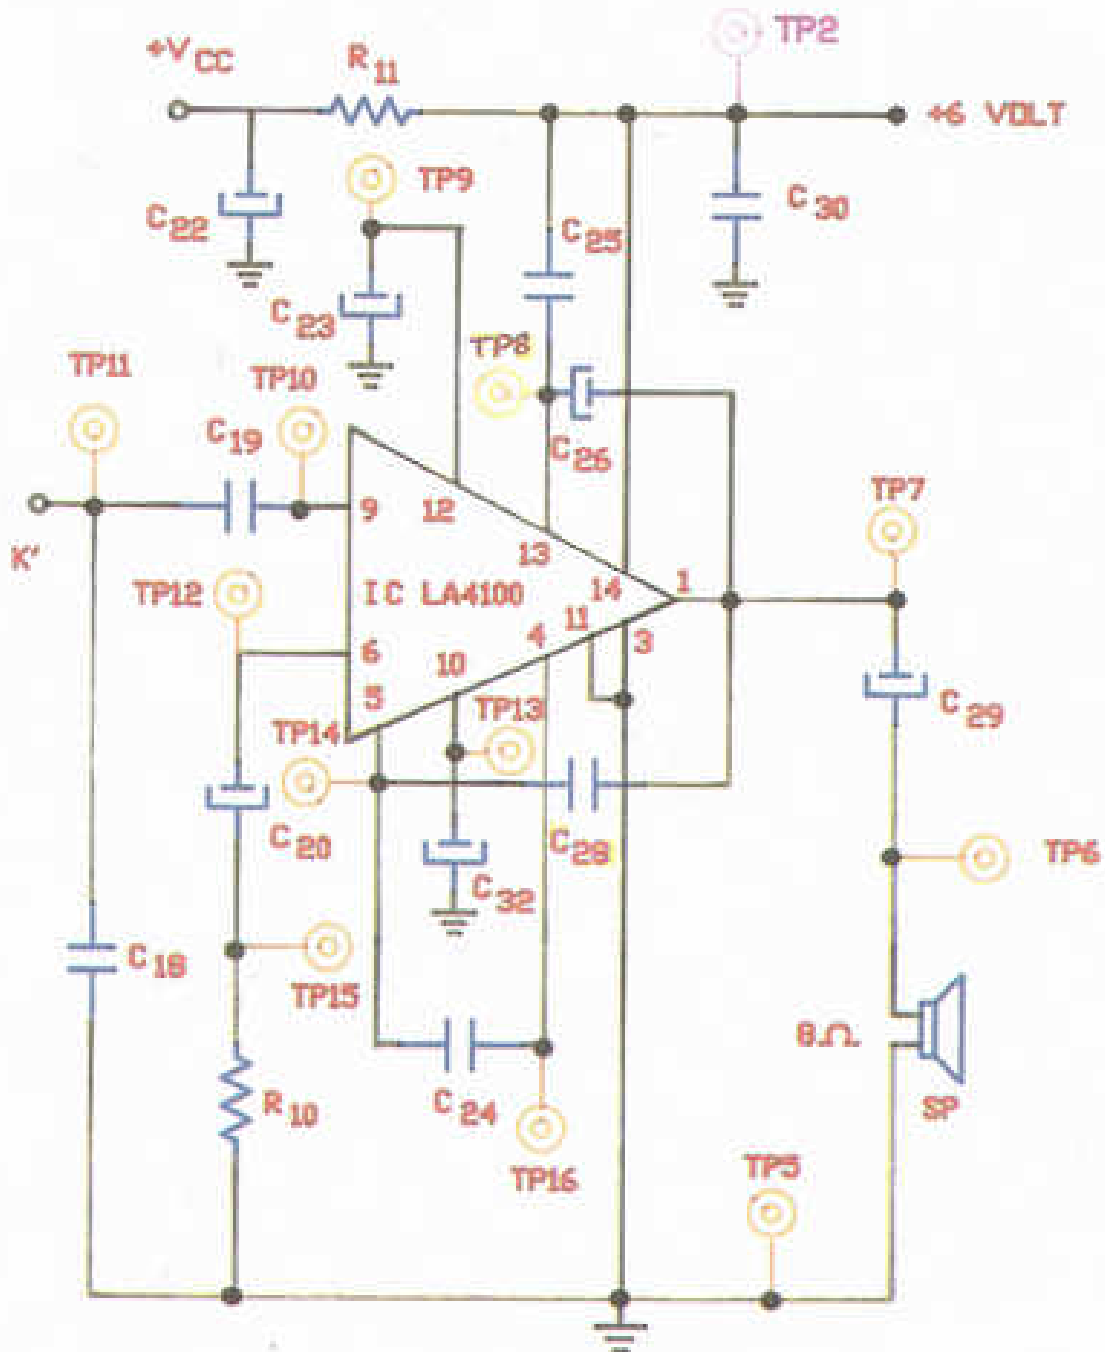 +VCC
R11
TP2
+6 VOLT
TP9
C22
C30
C25
C23
TP8
TP11
TP10
C19
C26
TP7
9
12
K'
13
TP12
IC LA4100
14
1
11
4
3
6
10
5
TP13
TP14
C29
C20
C28
TP6
C32
C18
TP15
8Ω
R10
C24
SP
TP16
TP5